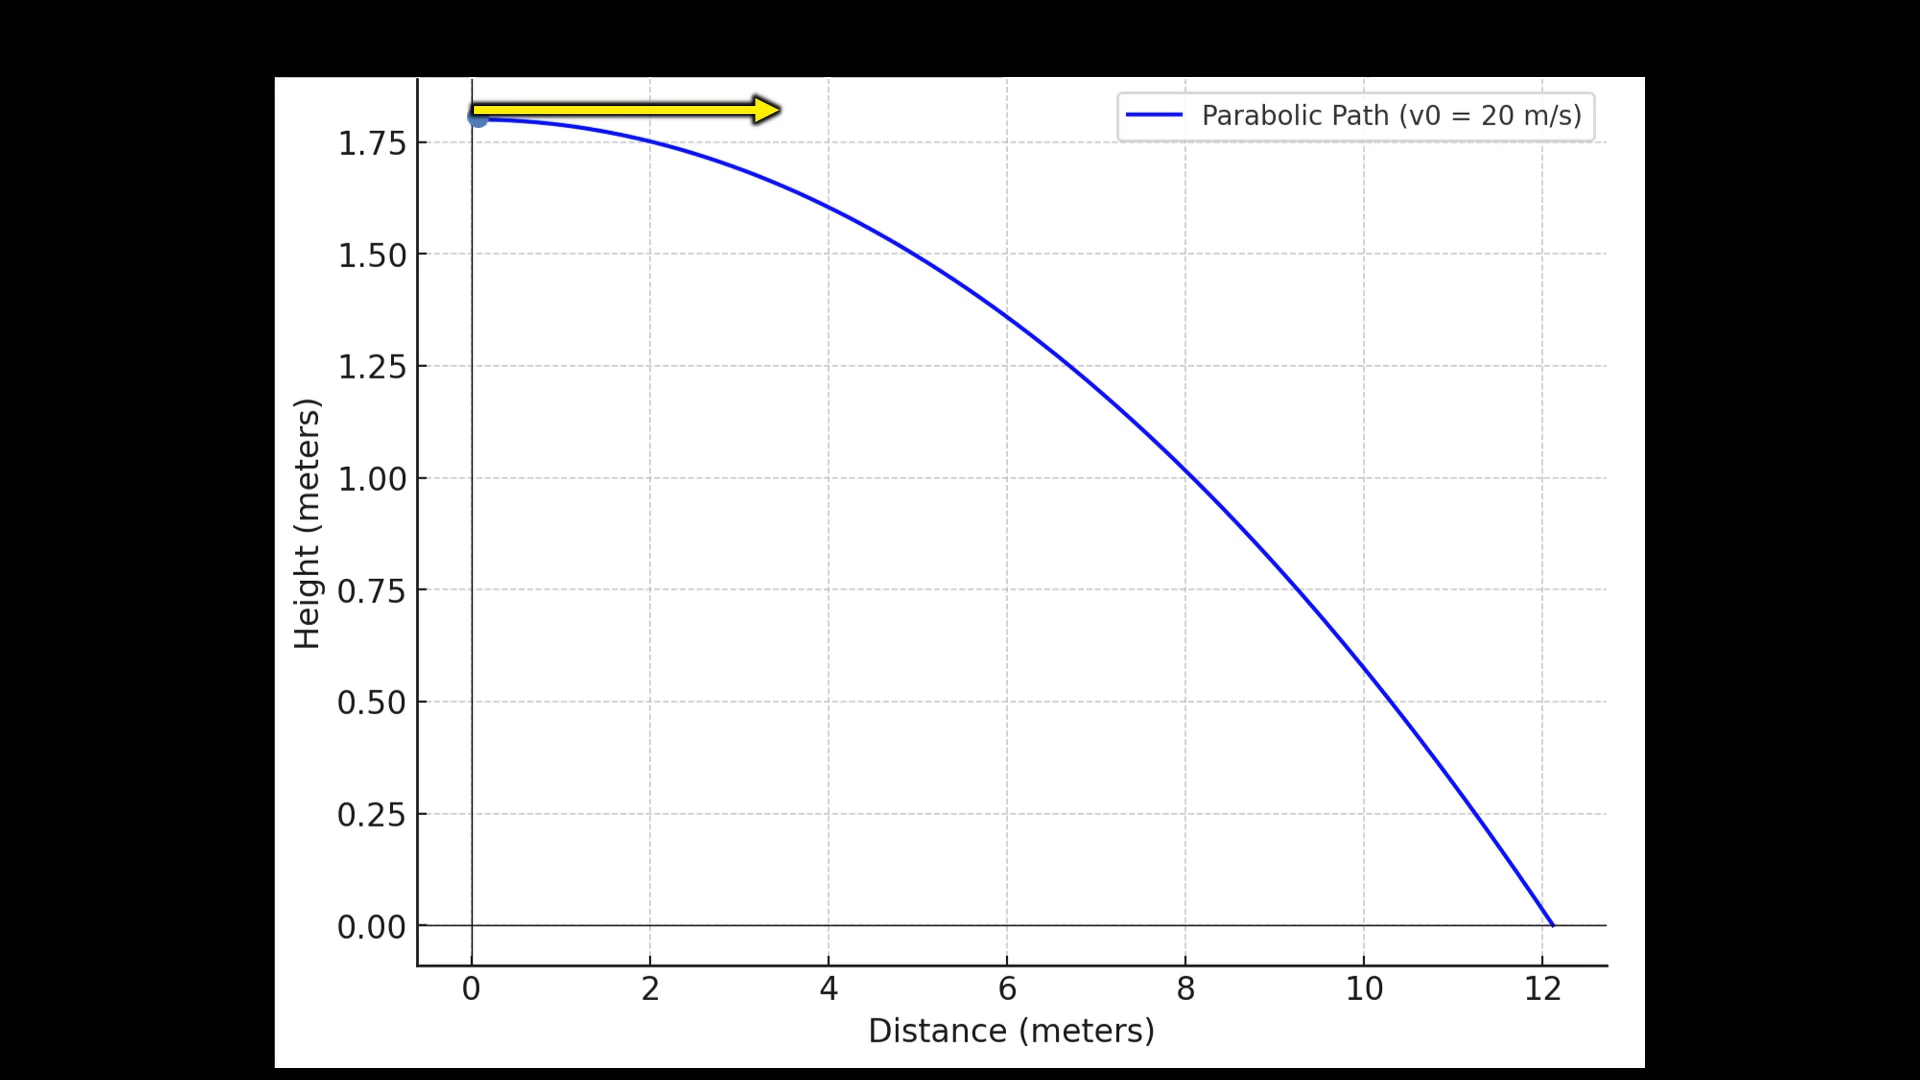 Parabolic Path (v0 = 20 m/s)
1.75
1.50
1.25
1.00
0.75
0.50
0.25
0.00
Height (meters)
0 2 4 6 8 10 12
Distance (meters)